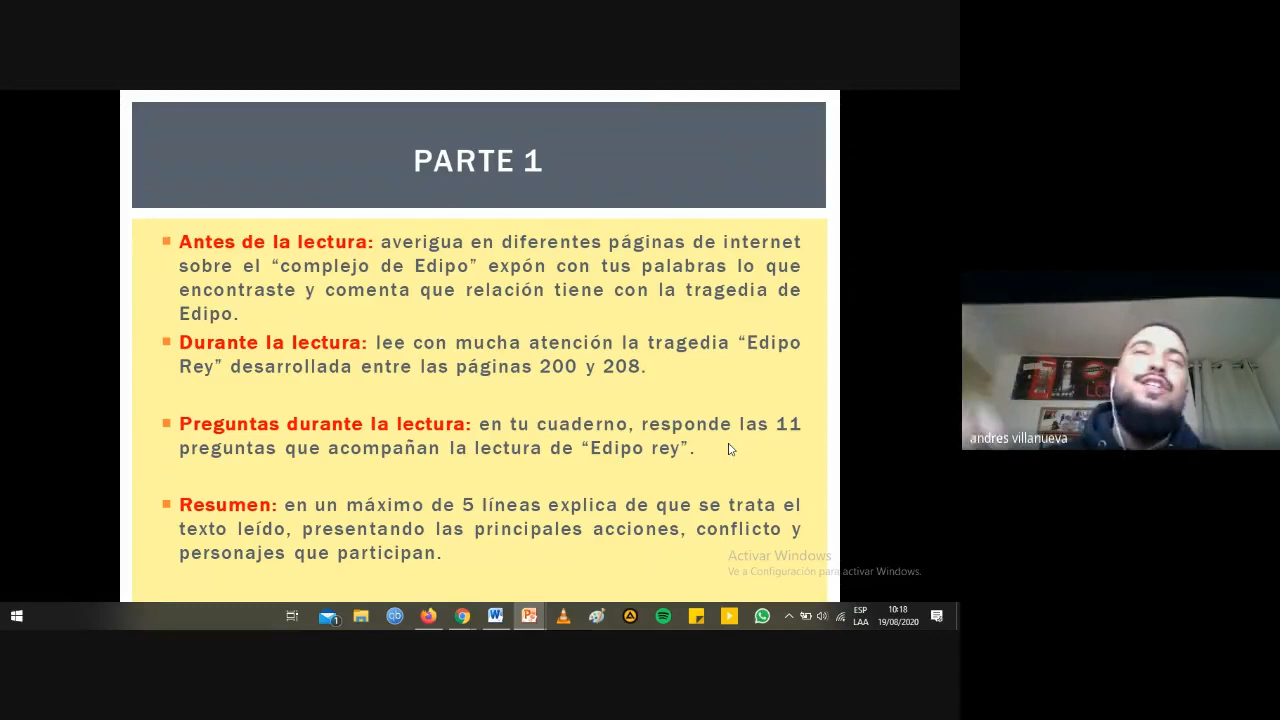 PARTE 1
Antes de la lectura: averigua en diferentes páginas de internet
sobre el “complejo de Edipo” expón con tus palabras lo que
encontraste y comenta que relación tiene con la tragedia de
Edipo.
Durante la lectura: lee con mucha atención la tragedia “Edipo
Rey” desarrollada entre las páginas 200 y 208.
Preguntas durante la lectura: en tu cuaderno, responde las 11
preguntas que acompañan la lectura de “Edipo rey”.
Resumen: en un máximo de 5 líneas explica de que se trata el
texto leído, presentando las principales acciones, conflicto y
personajes que participan.
Activar Windows
Ve a Configuración para activar Windows.
andres villanueva
ESP
LAA
10:18
19/08/2020